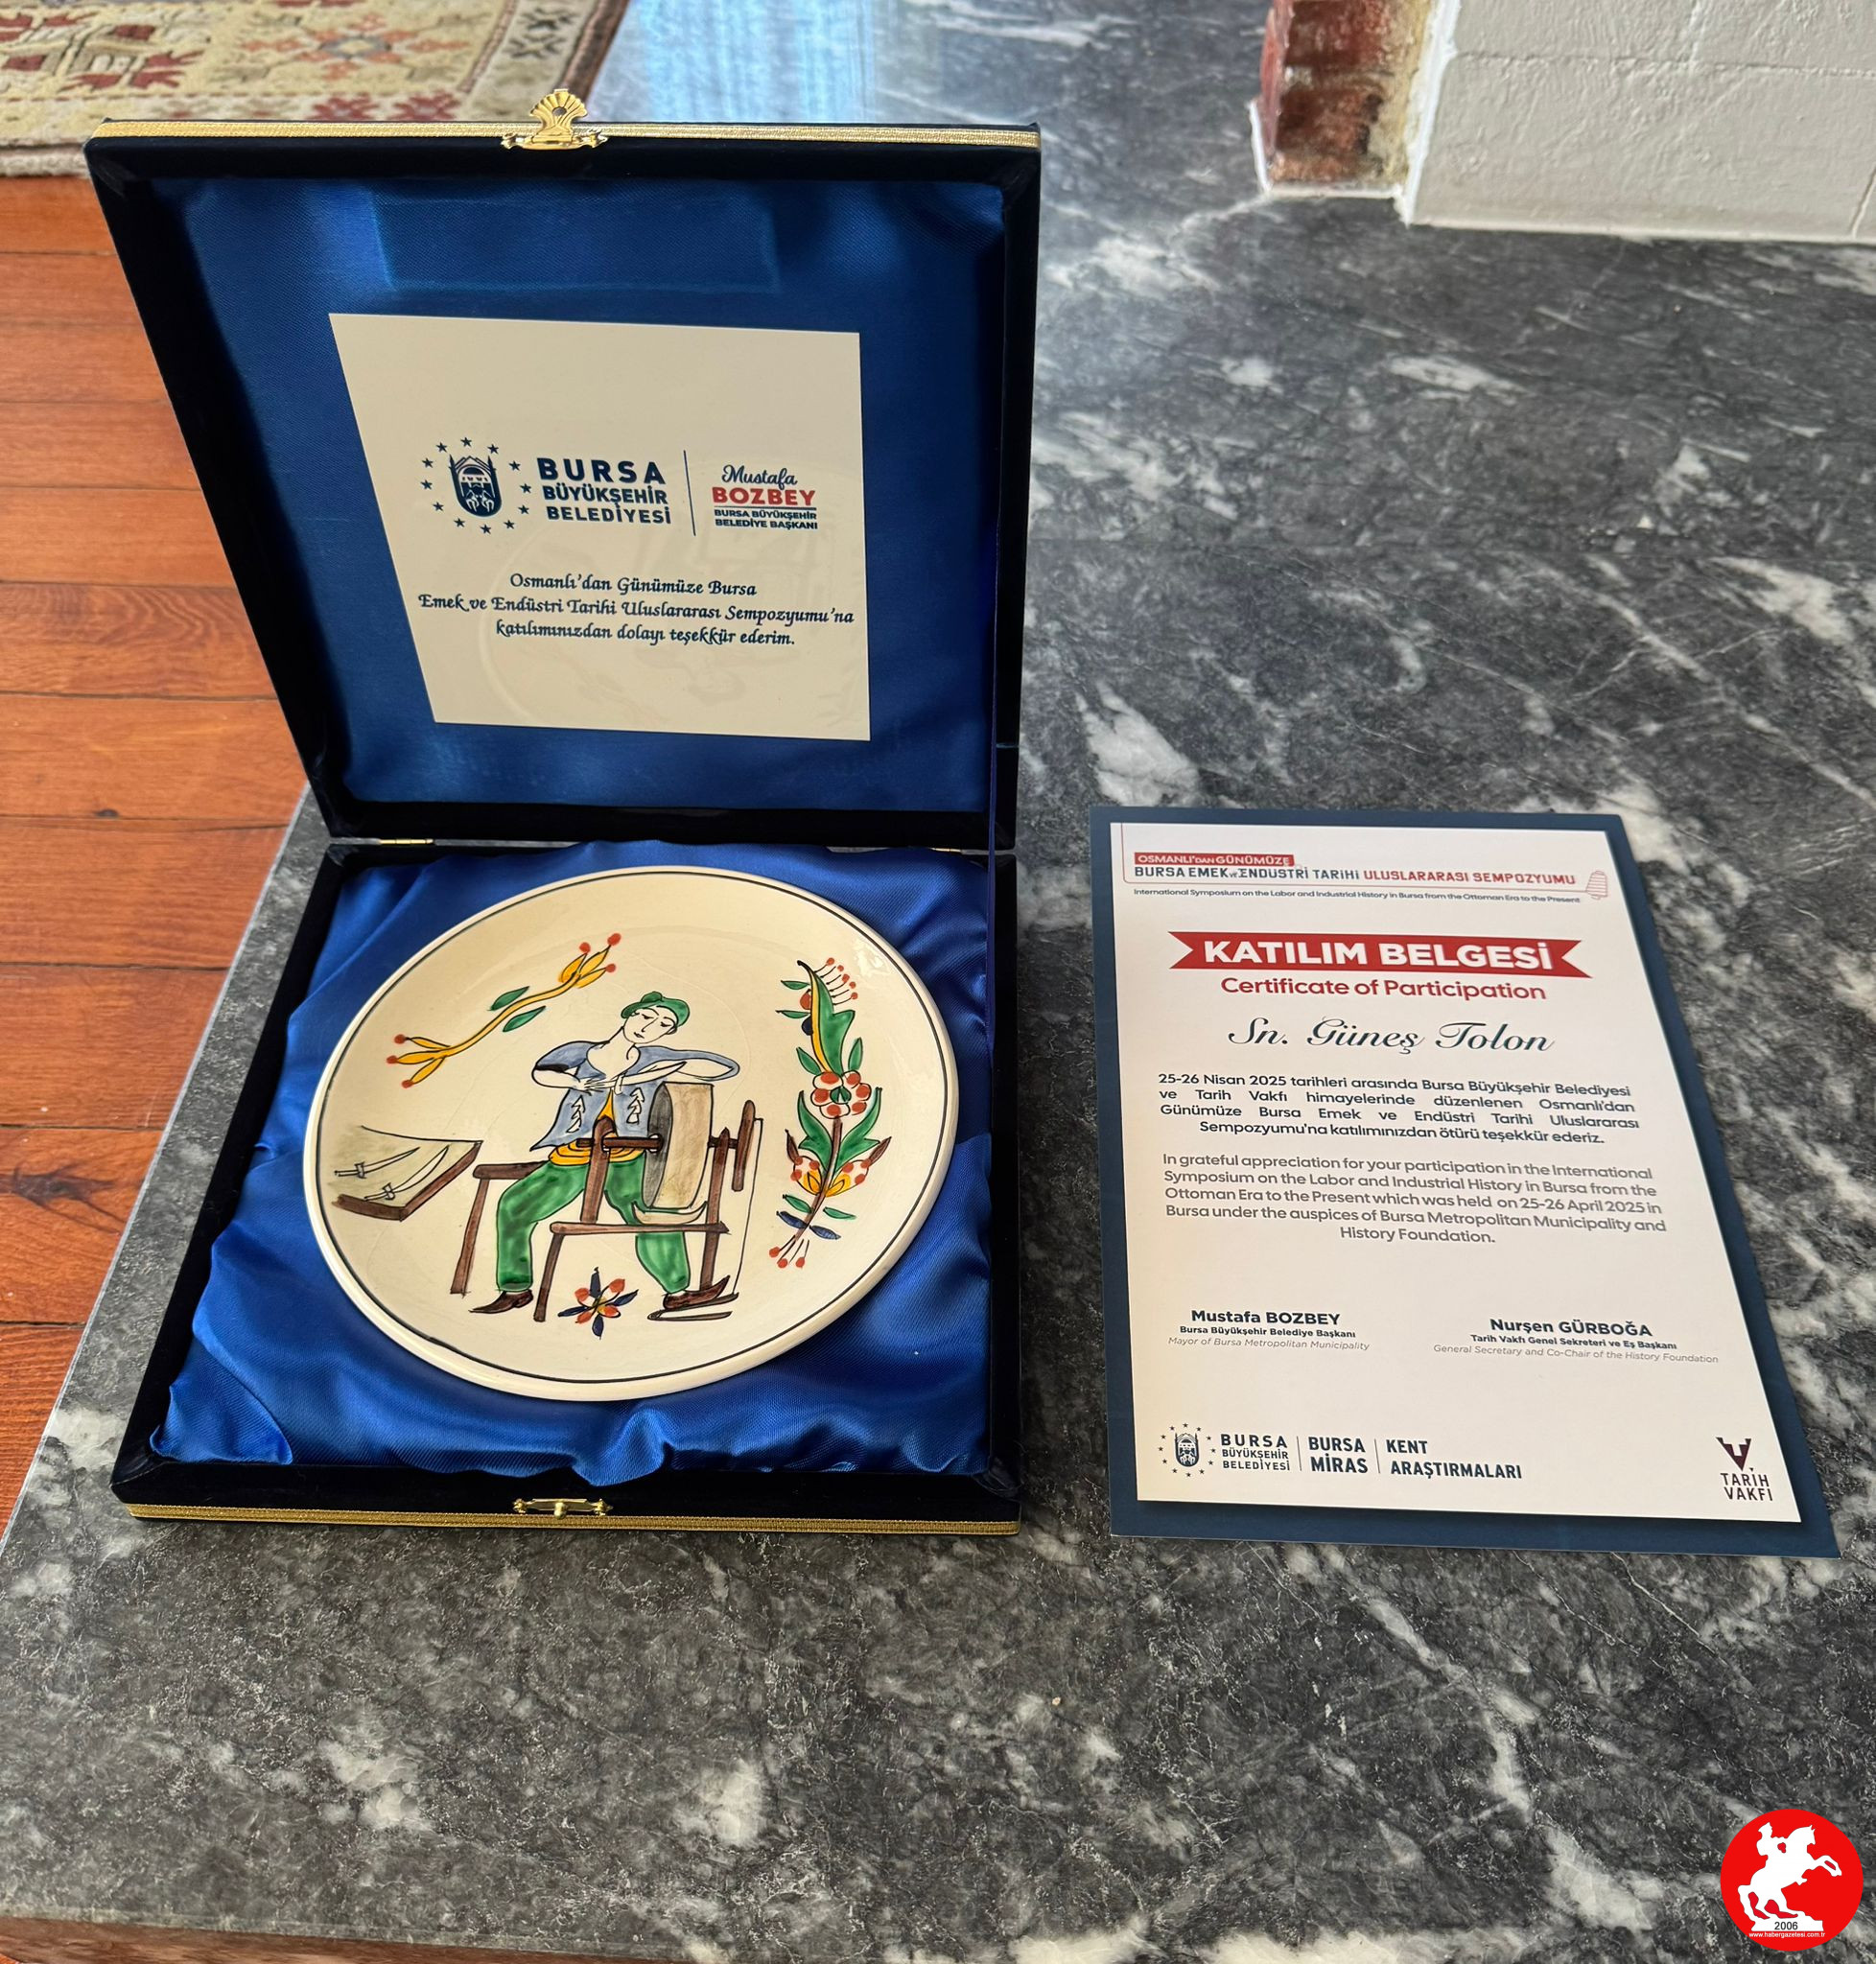 BURSA
BÜYÜKŞEHİR
BELEDİYESİ
Mustafa
BOZBEY
BURSA BÜYÜKŞEHİR
BELEDİYE BAŞKANI
Osmanlı'dan Günümüze Bursa
Emek ve Endüstri Tarihi Uluslararası Sempozyumu'na
katılımınızdan dolayı teşekkür ederim.
OSMANLI'DAN GÜNÜMÜZE
BURSA EMEK ve ENDÜSTRİ TARİHİ ULUSLARARASI SEMPOZYUMU
International Symposium on the Labor and Industrial History in Bursa from the Ottoman Era to the Present
KATILIM BELGESİ
Certificate of Participation
Sn. Güneş Tolon
25-26 Nisan 2025 tarihleri arasında Bursa Büyükşehir Belediyesi
ve Tarih Vakfı himayelerinde düzenlenen Osmanlı'dan
Günümüze Bursa Emek ve Endüstri Tarihi Uluslararası
Sempozyumu'na katılımınızdan ötürü teşekkür ederiz.
In grateful appreciation for your participation in the International
Symposium on the Labor and Industrial History in Bursa from the
Ottoman Era to the Present which was held on 25-26 April 2025 in
Bursa under the auspices of Bursa Metropolitan Municipality and
History Foundation.
Mustafa BOZBEY
Bursa Büyükşehir Belediye Başkanı
Mayor of Bursa Metropolitan Municipality
Nurşen GÜRBOĞA
Tarih Vakfı Genel Sekreteri ve Eş Başkanı
General Secretary and Co-Chair of the History Foundation
BURSA
BÜYÜKŞEHİR
BELEDİYESİ
BURSA
MİRAS
KENT
ARAŞTIRMALARI
TARİH
VAKFI
2006
www.habergazetesi.com.tr